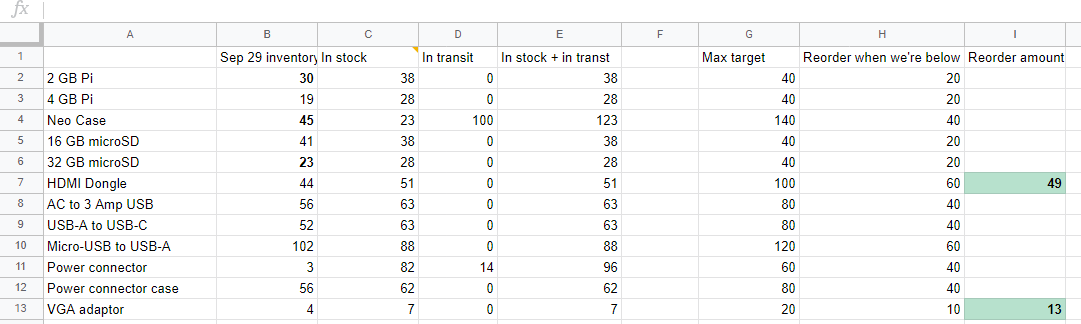 fx
A B C D E F G H I
1 Sep 29 inventory In stock In transit In stock + in transt Max target Reorder when we're below Reorder amount
2 2 GB Pi 30 38 0 38 40 20
3 4 GB Pi 19 28 0 28 40 20
4 Neo Case 45 23 100 123 140 40
5 16 GB microSD 41 38 0 38 40 20
6 32 GB microSD 23 28 0 28 40 20
7 HDMI Dongle 44 51 0 51 100 60 49
8 AC to 3 Amp USB 56 63 0 63 80 40
9 USB-A to USB-C 52 63 0 63 80 40
10 Micro-USB to USB-A 102 88 0 88 120 60
11 Power connector 3 82 14 96 60 40
12 Power connector case 56 62 0 62 80 40
13 VGA adaptor 4 7 0 7 20 10 13